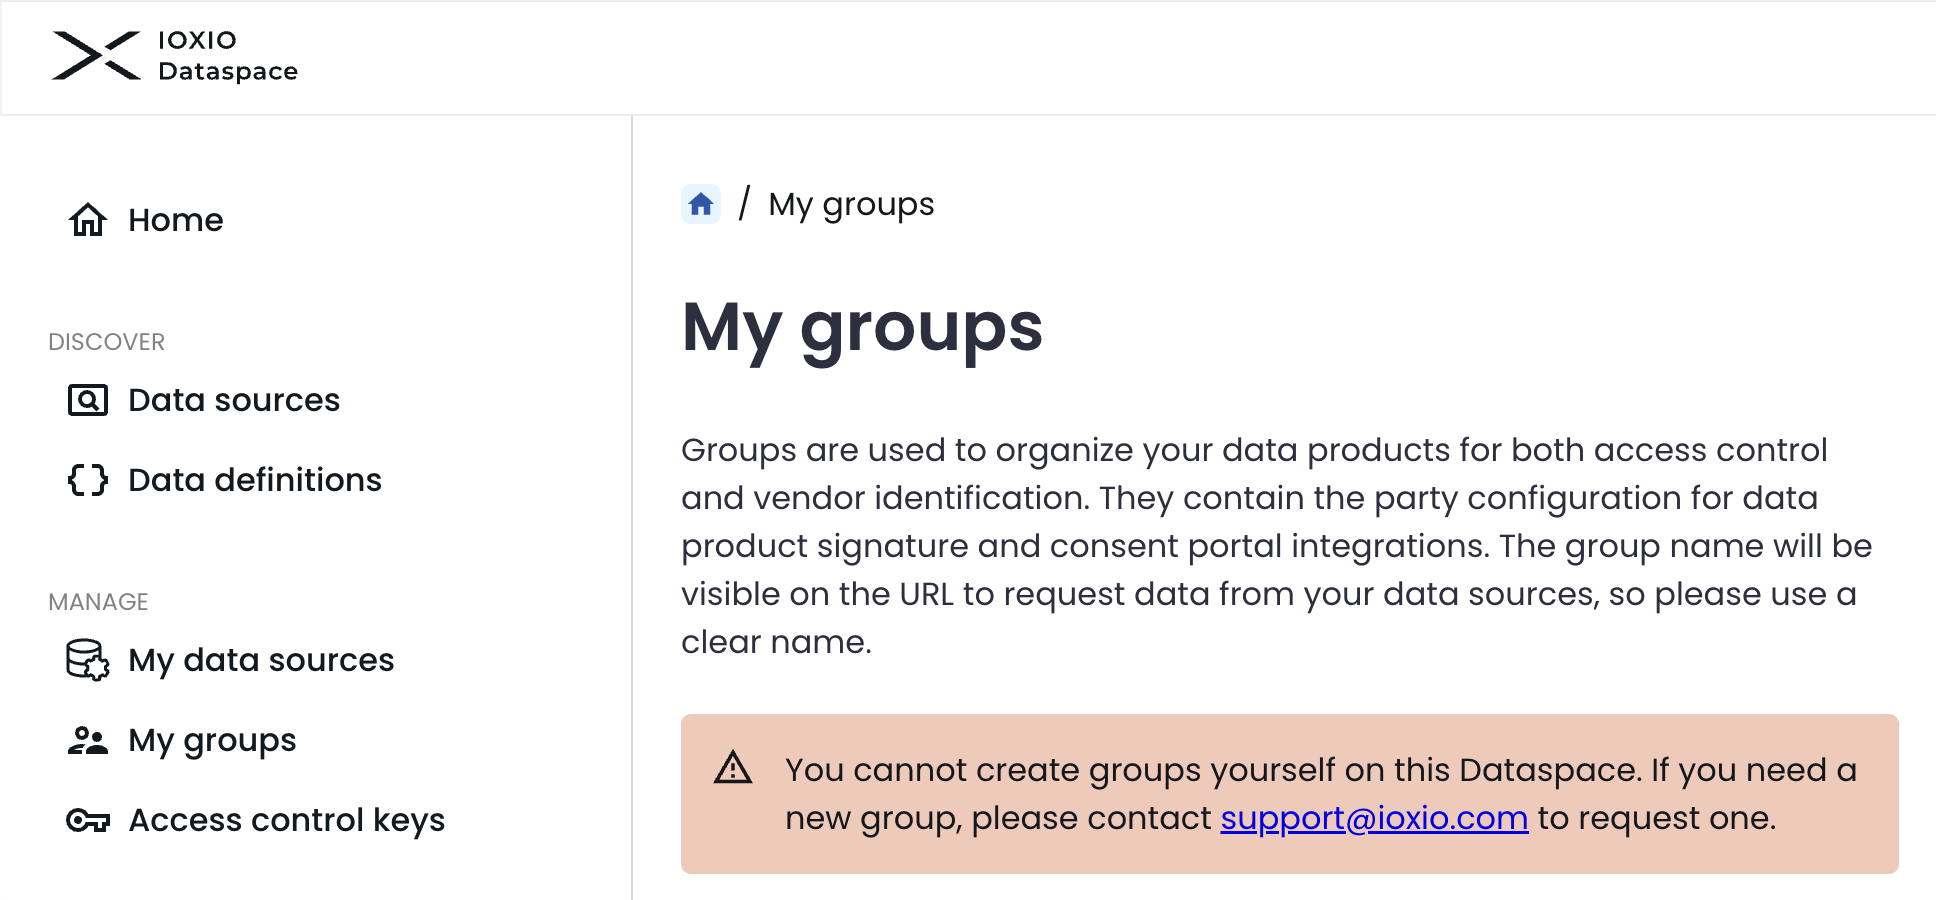 IOXIO
Dataspace
Home
DISCOVER
Data sources
Data definitions
MANAGE
My data sources
My groups
Access control keys
/ My groups
My groups
Groups are used to organize your data products for both access control
and vendor identification. They contain the party configuration for data
product signature and consent portal integrations. The group name will be
visible on the URL to request data from your data sources, so please use a
clear name.
You cannot create groups yourself on this Dataspace. If you need a
new group, please contact support@ioxio.com to request one.